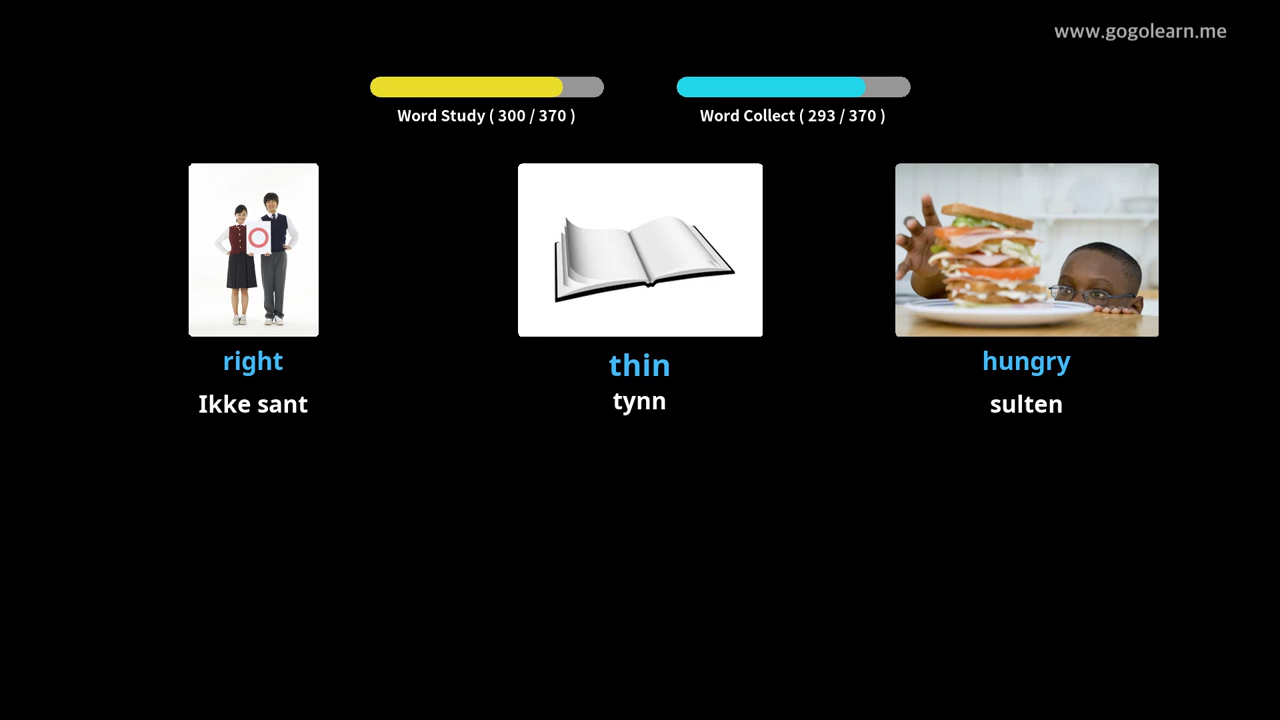 www.gogolearn.me
Word Study ( 300 / 370 )
Word Collect ( 293 / 370 )
right
thin
hungry
Ikke sant
tynn
sulten